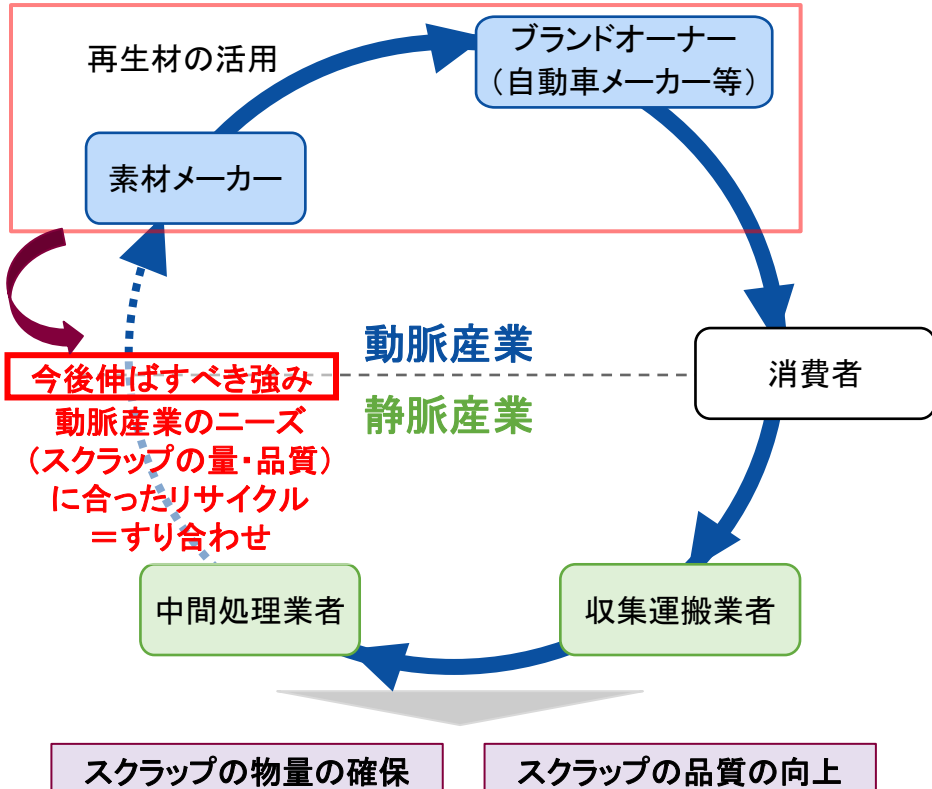 再生材の活用
ブランドオーナー
（自動車メーカー等）
素材メーカー
動脈産業
消費者
今後伸ばすべき強み
静脈産業
動脈産業のニーズ
（スクラップの量・品質）
に合ったリサイクル
＝すり合わせ
中間処理業者
収集運搬業者
スクラップの物量の確保
スクラップの品質の向上